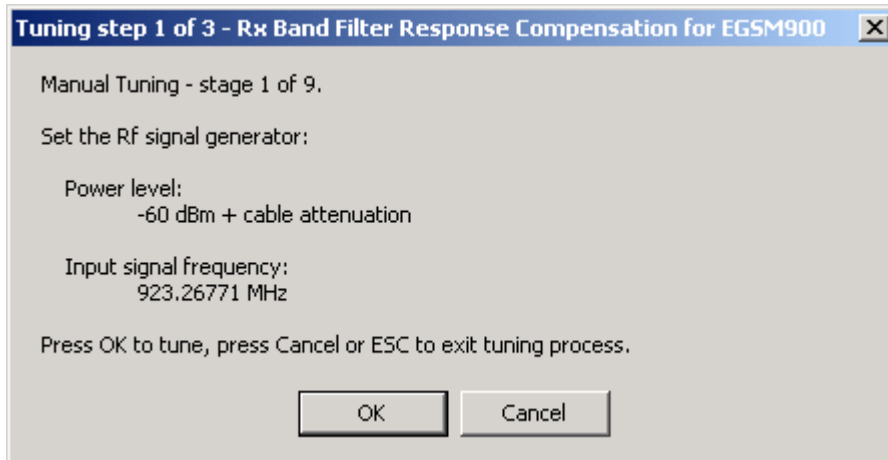 Tuning step 1 of 3 - Rx Band Filter Response Compensation for EGSM900
Manual Tuning - stage 1 of 9.
Set the Rf signal generator:
Power level:
-60 dBm + cable attenuation
Input signal frequency:
923.26771 MHz
Press OK to tune, press Cancel or ESC to exit tuning process.
OK
Cancel